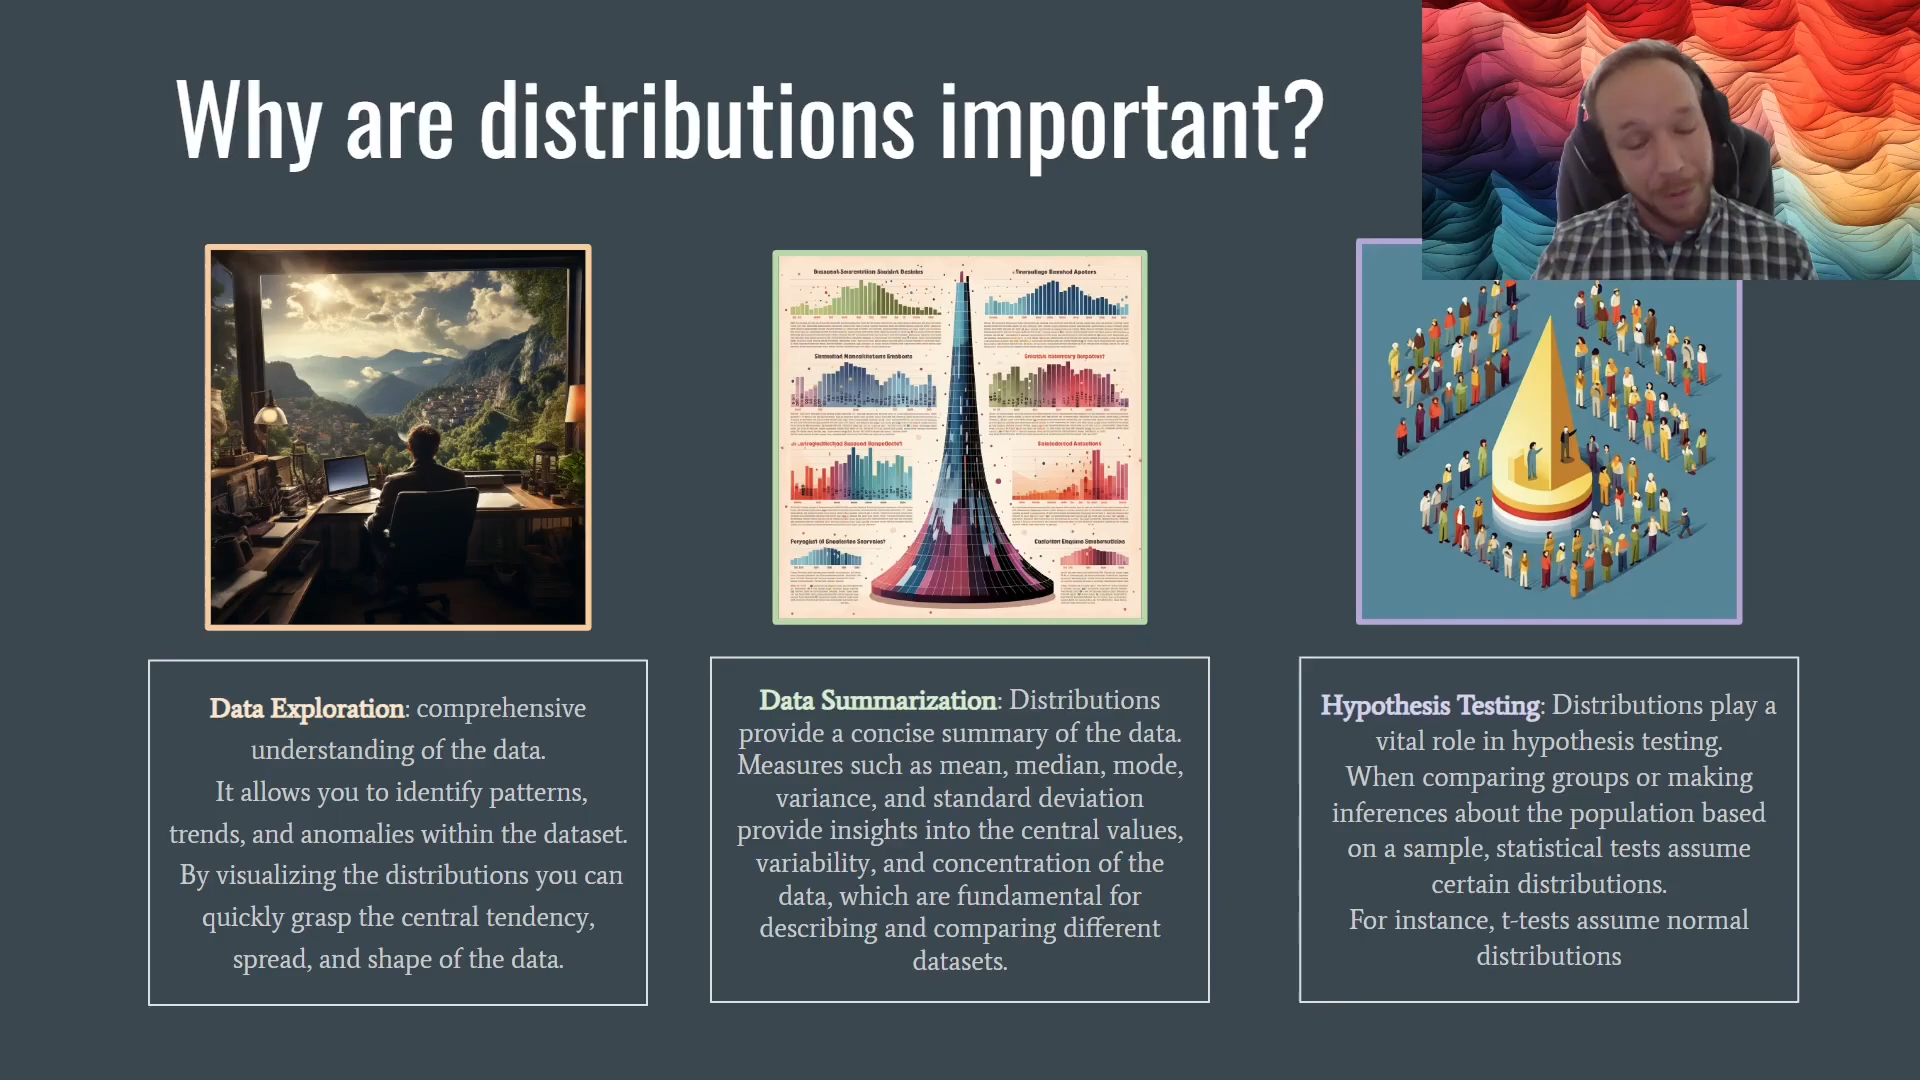 Why are distributions important?
Data Exploration: comprehensive
understanding of the data.
It allows you to identify patterns,
trends, and anomalies within the dataset.
By visualizing the distributions you can
quickly grasp the central tendency,
spread, and shape of the data.
Data Summarization: Distributions
provide a concise summary of the data.
Measures such as mean, median, mode,
variance, and standard deviation
provide insights into the central values,
variability, and concentration of the
data, which are fundamental for
describing and comparing different
datasets.
Hypothesis Testing: Distributions play a
vital role in hypothesis testing.
When comparing groups or making
inferences about the population based
on a sample, statistical tests assume
certain distributions.
For instance, t-tests assume normal
distributions